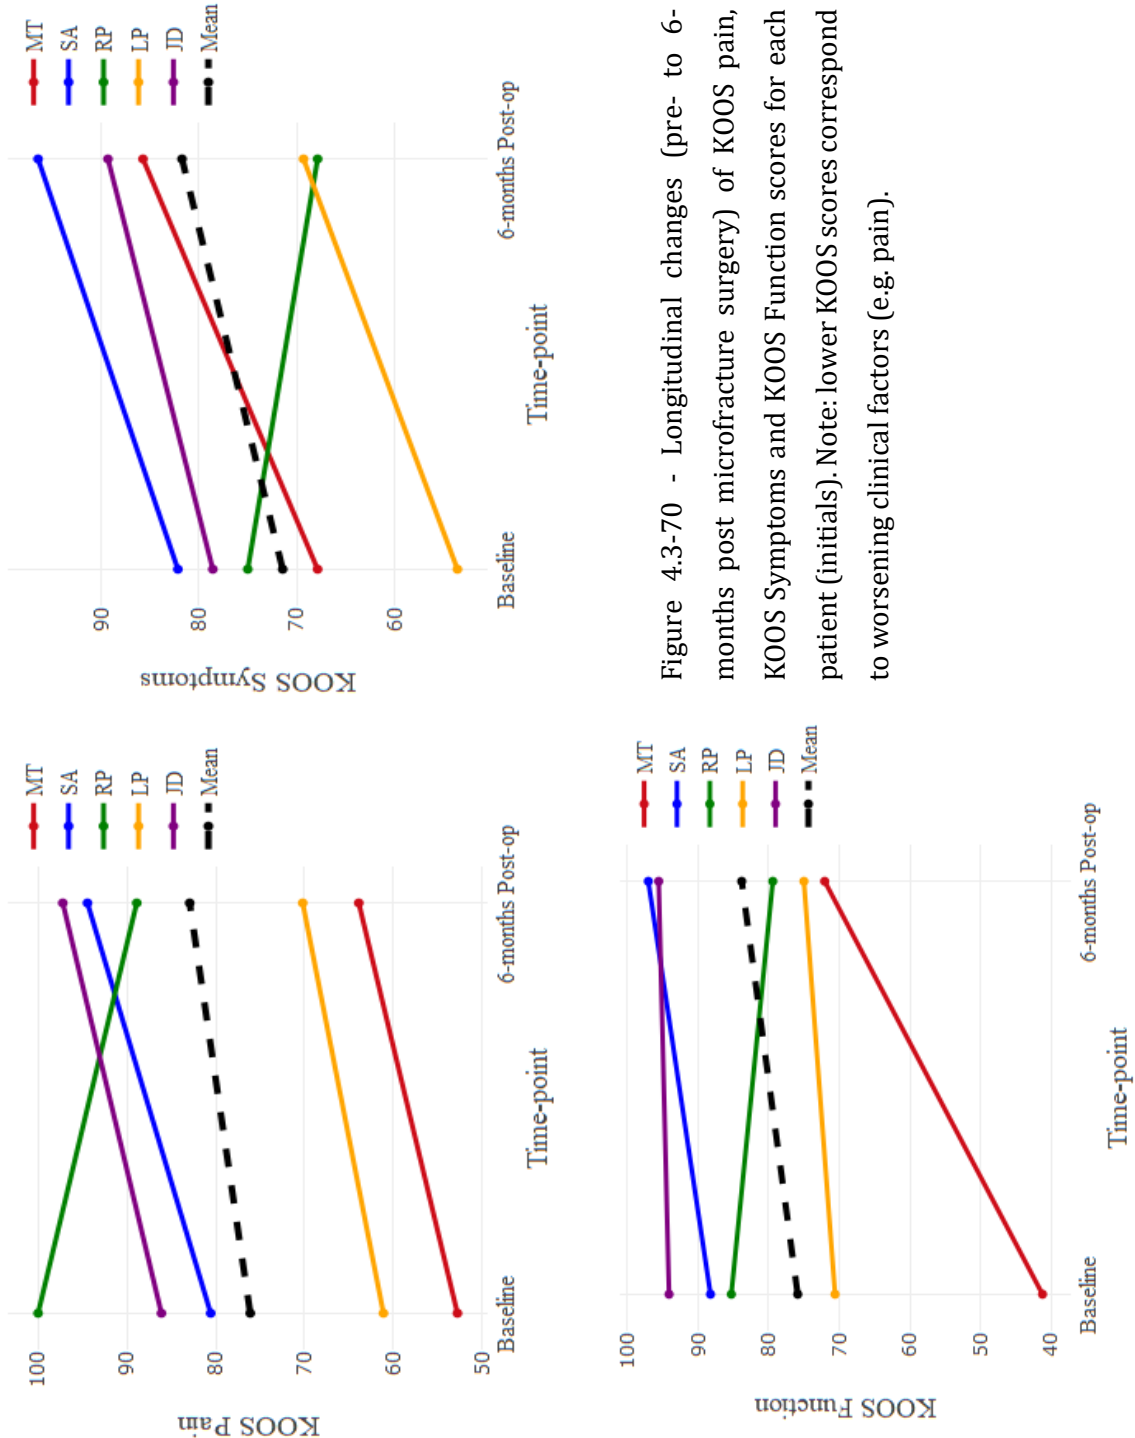 KOOS Pain
100
90
80
70
60
50
Baseline
6-months Post-op
Time-point
MT
SA
RP
LP
JD
Mean
KOOS Symptoms
90
80
70
60
Baseline
6-months Post-op
Time-point
MT
SA
RP
LP
JD
Mean
KOOS Function
100
90
80
70
60
50
40
Baseline
6-months Post-op
Time-point
MT
SA
RP
LP
JD
Mean
Figure 4.3-70 - Longitudinal changes (pre- to 6-
months post microfracture surgery) of KOOS pain,
KOOS Symptoms and KOOS Function scores for each
patient (initials). Note: lower KOOS scores correspond
to worsening clinical factors (e.g. pain).